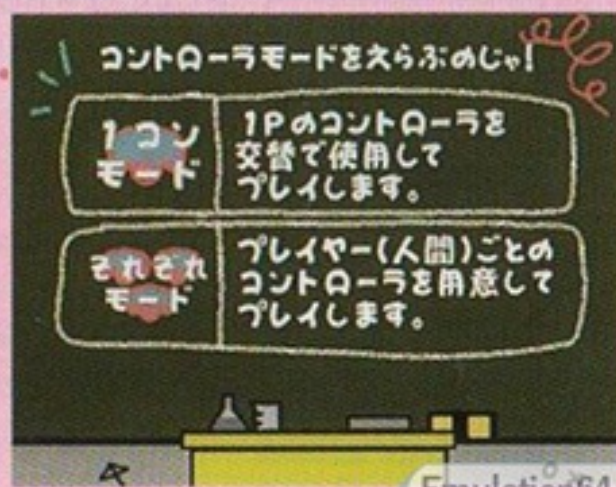 コントローラモードをえらぶのじゃ!
1コン
モード
1Pのコントローラを
交替で使用して
プレイします。
それぞれ
モード
プレイヤー(人間)ごとの
コントローラを用意して
プレイします。
Emulation64